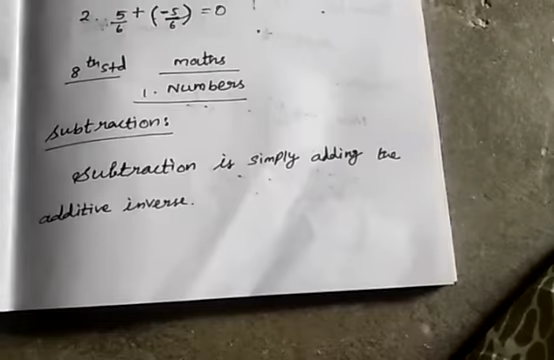 2. 5/6 + (-5/6) = 0
8th std maths
1. Numbers
Subtraction:
Subtraction is simply adding the
additive inverse.